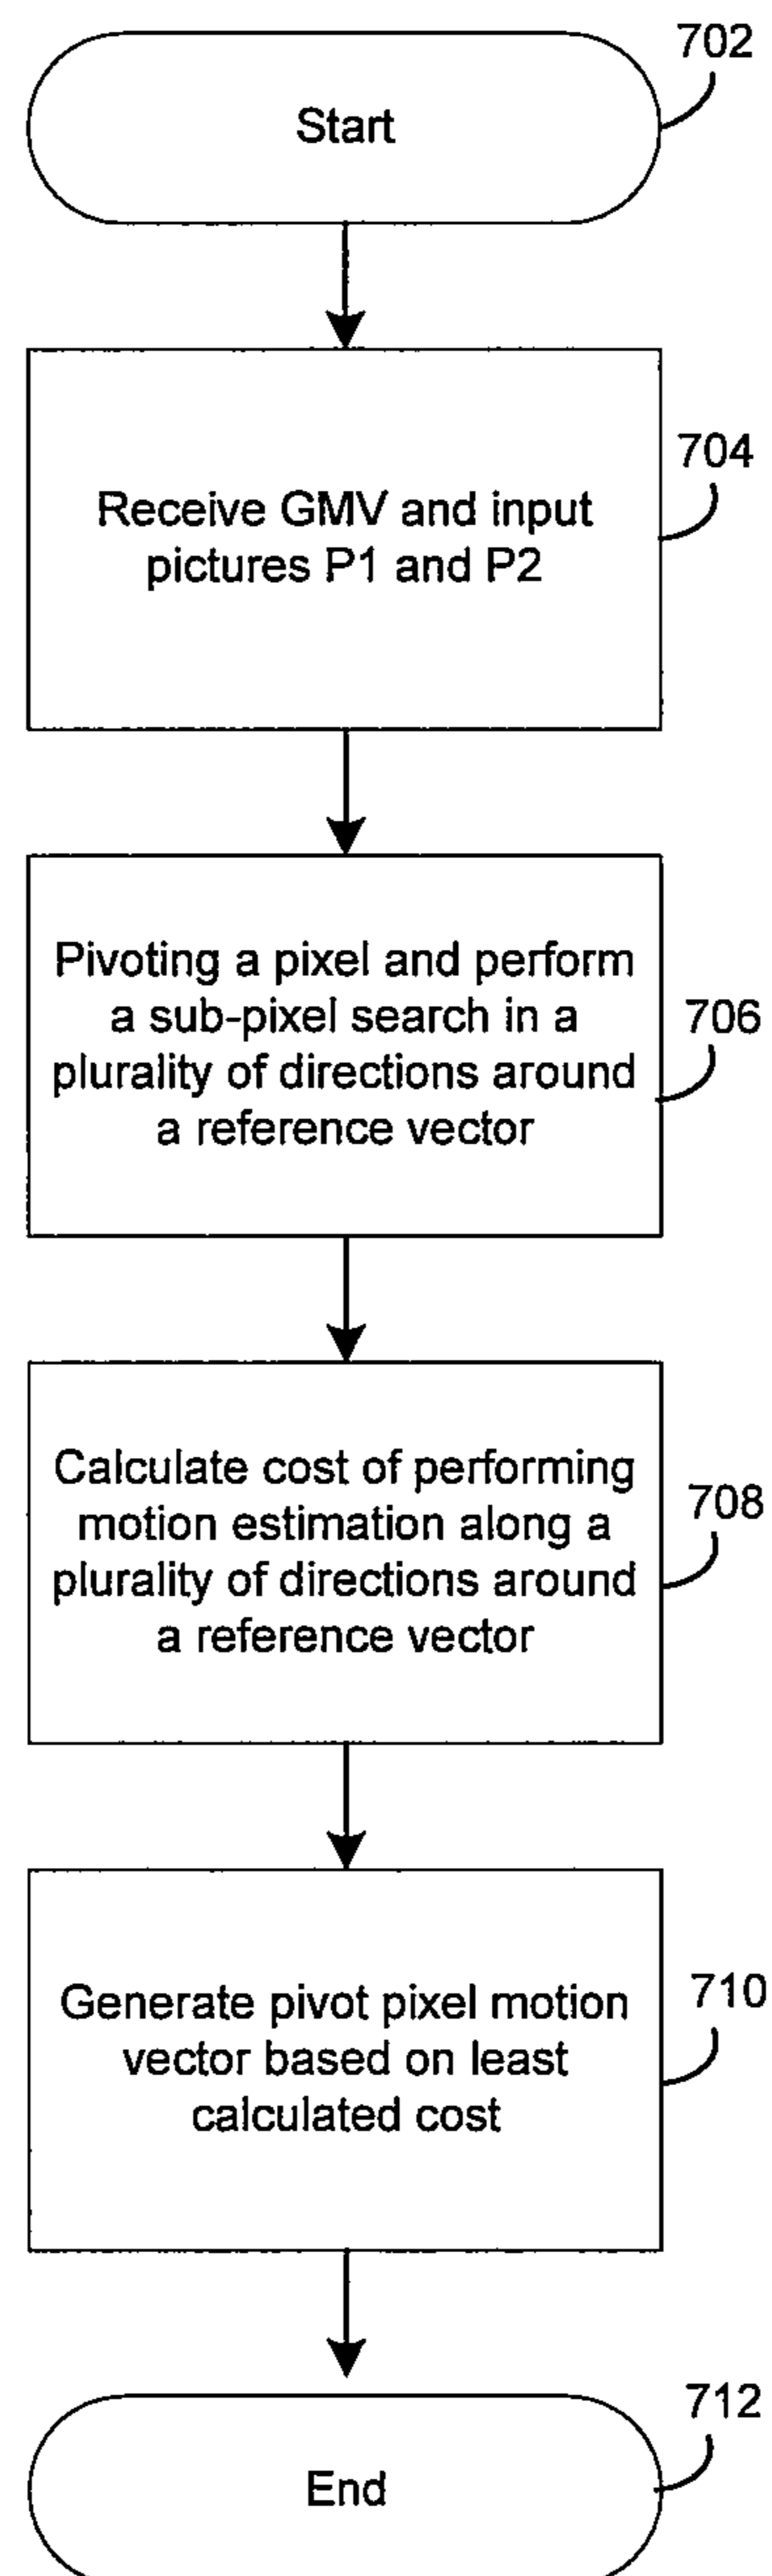 702
Start
704
Receive GMV and input
pictures P1 and P2
Pivoting a pixel and perform
a sub-pixel search in a
plurality of directions around
a reference vector
706
Calculate cost of performing
motion estimation along a
plurality of directions around
a reference vector
708
Generate pivot pixel motion
vector based on least
calculated cost
710
712
End